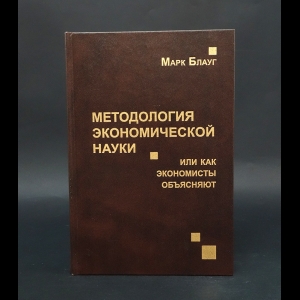 Марк Блауг
МЕТОДОЛОГИЯ
ЭКОНОМИЧЕСКОЙ
НАУКИ
ИЛИ КАК
ЭКОНОМИСТЫ
ОБЪЯСНЯЮТ